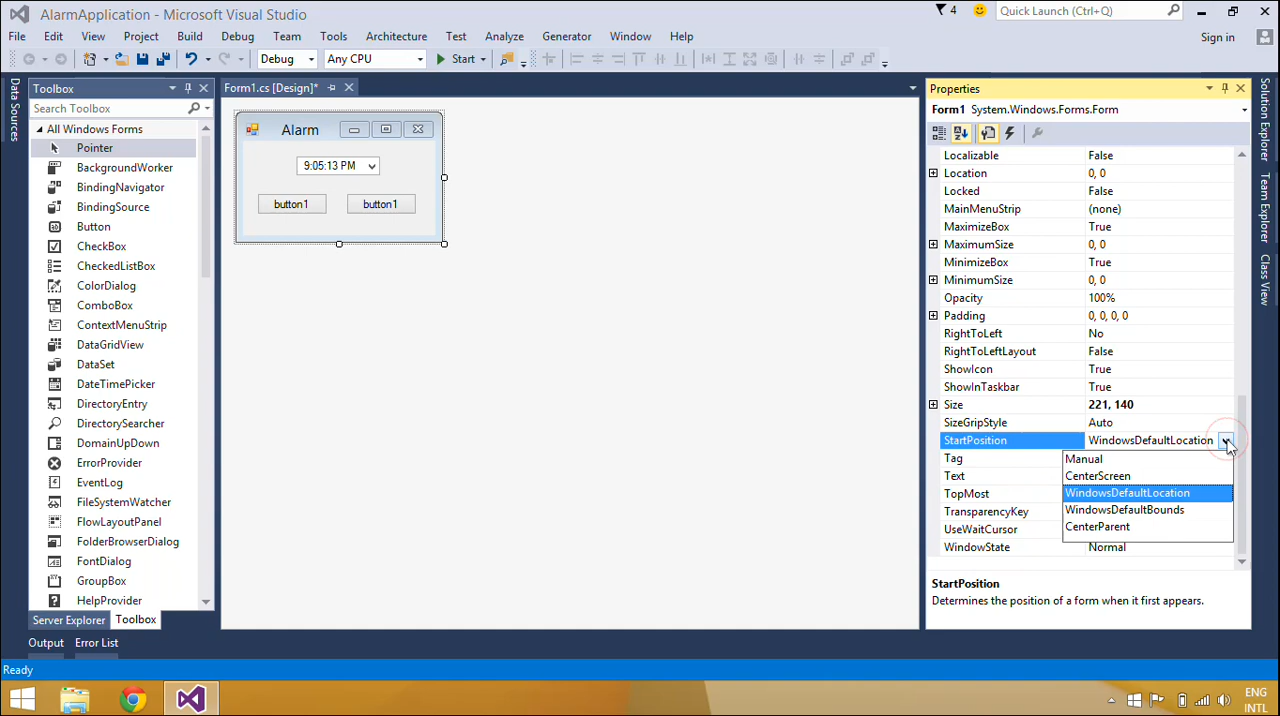 AlarmApplication - Microsoft Visual Studio
4
Quick Launch (Ctrl+Q)
File Edit View Project Build Debug Team Tools Architecture Test Analyze Generator Window Help
Sign in
Debug Any CPU Start
Data Sources
Toolbox
Search Toolbox
All Windows Forms
Pointer
BackgroundWorker
BindingNavigator
BindingSource
Button
CheckBox
CheckedListBox
ColorDialog
ComboBox
ContextMenuStrip
DataGridView
DataSet
DateTimePicker
DirectoryEntry
DirectorySearcher
DomainUpDown
ErrorProvider
EventLog
FileSystemWatcher
FlowLayoutPanel
FolderBrowserDialog
FontDialog
GroupBox
HelpProvider
Server Explorer Toolbox
Output Error List
Form1.cs [Design]*
Alarm
9:05:13 PM
button1 button1
Properties
Form1 System.Windows.Forms.Form
Localizable False
Location 0, 0
Locked False
MainMenuStrip (none)
MaximizeBox True
MaximumSize 0, 0
MinimizeBox True
MinimumSize 0, 0
Opacity 100%
Padding 0, 0, 0, 0
RightToLeft No
RightToLeftLayout False
ShowIcon True
ShowInTaskbar True
Size 221, 140
SizeGripStyle Auto
StartPosition WindowsDefaultLocation
Tag Manual
Text CenterScreen
TopMost WindowsDefaultLocation
TransparencyKey WindowsDefaultBounds
UseWaitCursor CenterParent
WindowState Normal
StartPosition
Determines the position of a form when it first appears.
Solution Explorer
Team Explorer
Class View
Ready
ENG
INTL